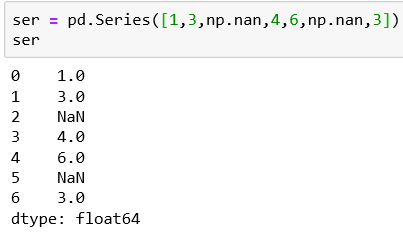 ser = pd.Series([1,3,np.nan,4,6,np.nan,3])
ser
0    1.0
1    3.0
2    NaN
3    4.0
4    6.0
5    NaN
6    3.0
dtype: float64